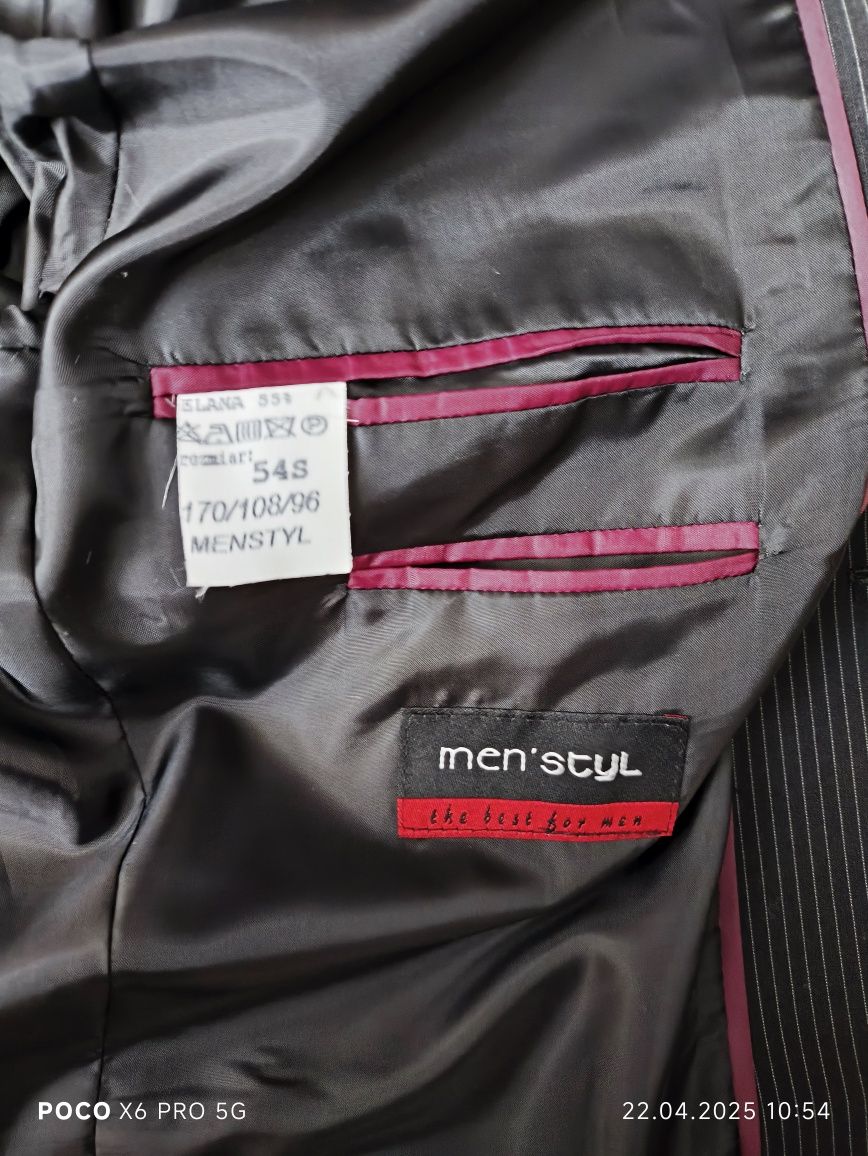 ELANA 55%
rozmiar:
54S
170/108/96
MENSTYL
men'styl
the best for men
POCO X6 PRO 5G
22.04.2025 10:54